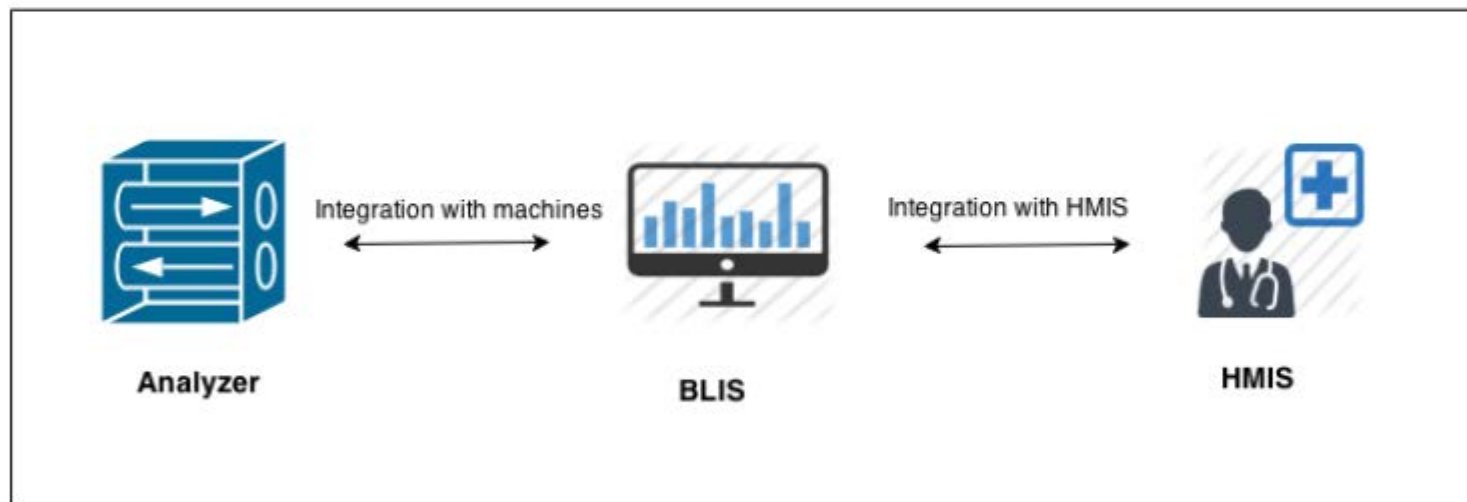 Integration with machines
Integration with HMIS
Analyzer
BLIS
HMIS